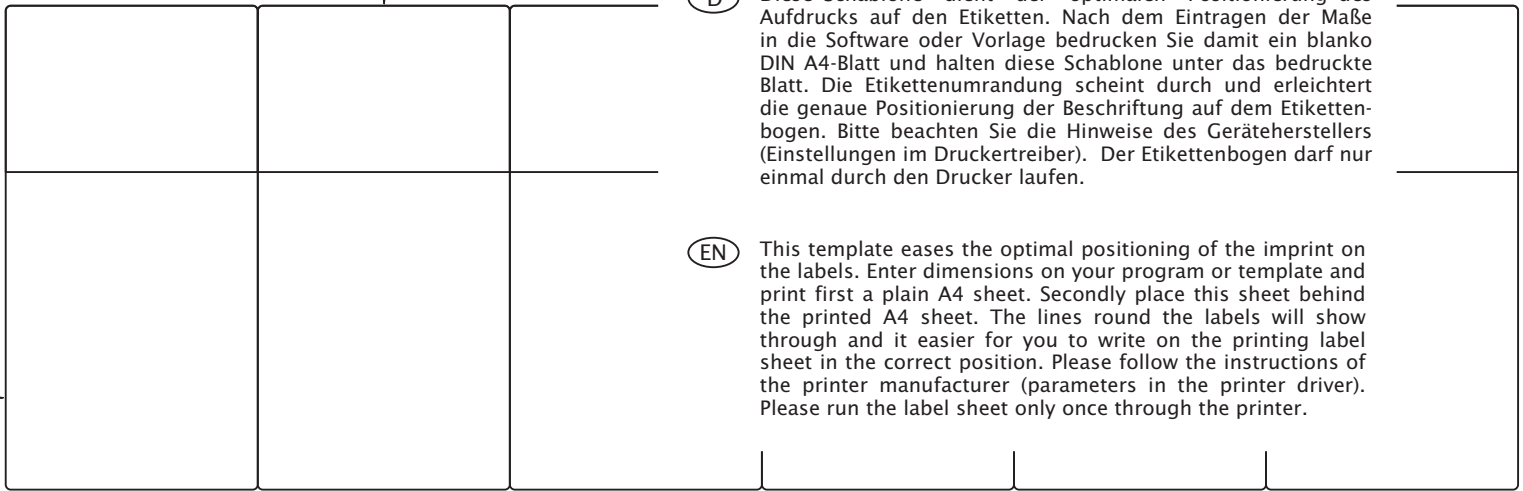 D
Diese Schablone dient der optimalen Positionierung des
Aufdrucks auf den Etiketten. Nach dem Eintragen der Maße
in die Software oder Vorlage bedrucken Sie damit ein blanko
DIN A4-Blatt und halten diese Schablone unter das bedruckte
Blatt. Die Etikettenumrandung scheint durch und erleichtert
die genaue Positionierung der Beschriftung auf dem Etiketten-
bogen. Bitte beachten Sie die Hinweise des Geräteherstellers
(Einstellungen im Druckertreiber). Der Etikettenbogen darf nur
einmal durch den Drucker laufen.
EN
This template eases the optimal positioning of the imprint on
the labels. Enter dimensions on your program or template and
print first a plain A4 sheet. Secondly place this sheet behind
the printed A4 sheet. The lines round the labels will show
through and it easier for you to write on the printing label
sheet in the correct position. Please follow the instructions of
the printer manufacturer (parameters in the printer driver).
Please run the label sheet only once through the printer.